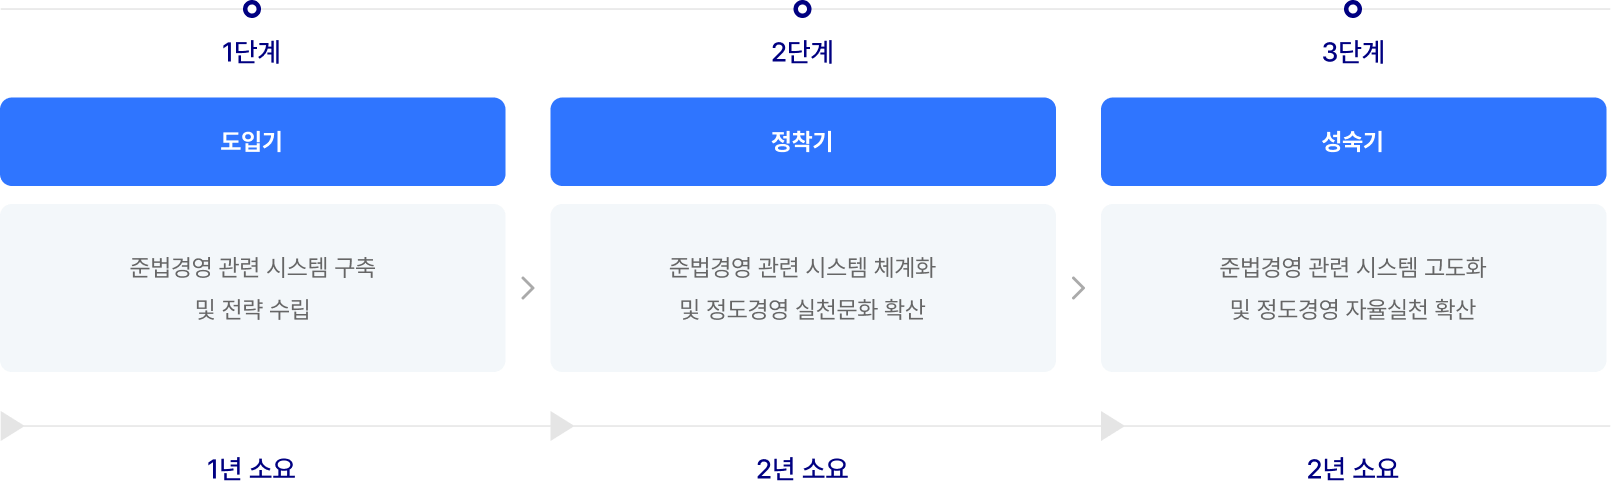 1단계
2단계
3단계
도입기
정착기
성숙기
준법경영 관련 시스템 구축
및 전략 수립
준법경영 관련 시스템 체계화
및 정도경영 실천문화 확산
준법경영 관련 시스템 고도화
및 정도경영 자율실천 확산
1년 소요
2년 소요
2년 소요